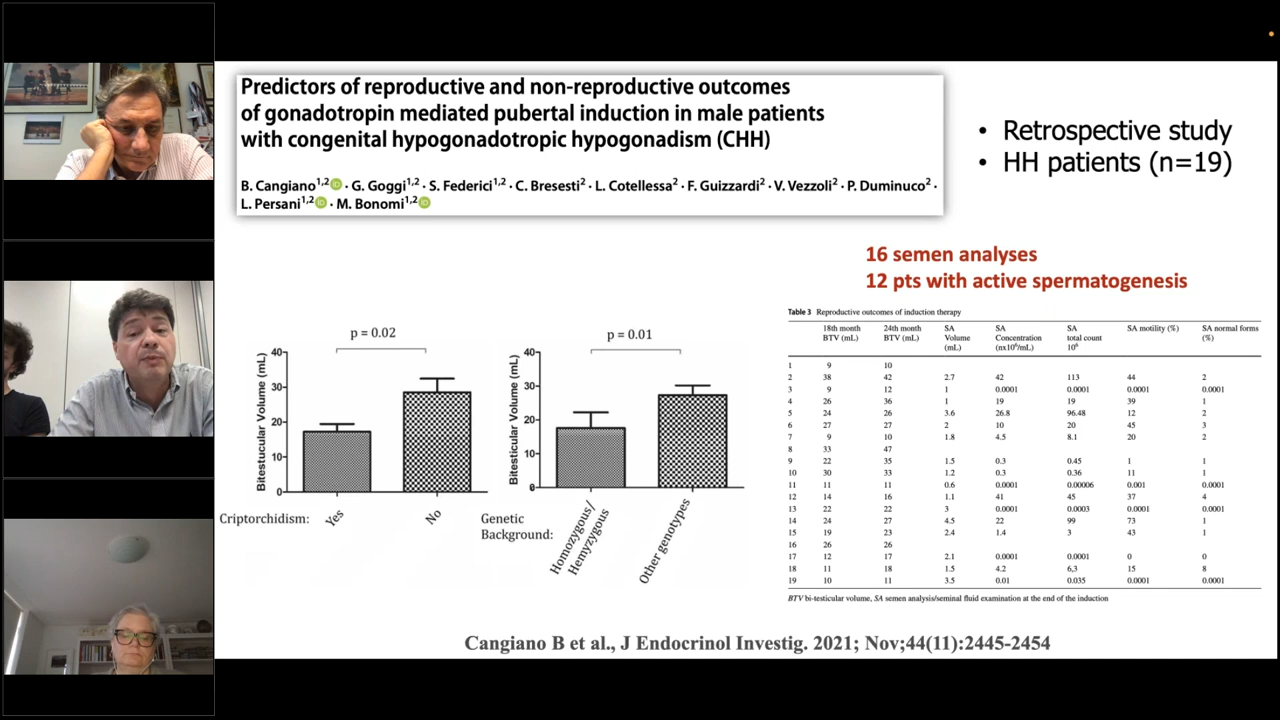 Predictors of reproductive and non-reproductive outcomes
of gonadotropin mediated pubertal induction in male patients
with congenital hypogonadotropic hypogonadism (CHH)
B. Cangiano1,2 · G. Goggi1,2 · S. Federici1,2 · C. Bresesti2 · L. Cotellessa2 · F. Guizzardi2 · V. Vezzoli2 · P. Duminuco2 ·
L. Persani1,2 · M. Bonomi1,2
• Retrospective study
• HH patients (n=19)
16 semen analyses
12 pts with active spermatogenesis
p = 0.02
Bitestucular Volume (mL)
40
30
20
10
0
Criptorchidism:
Yes
No
p = 0.01
Bitesticular Volume (mL)
40
30
20
10
0
Genetic
Background:
Homozygous/
Hemyzygous
Other genotypes
Table 3 Reproductive outcomes of induction therapy
18th month BTV (mL) 24th month BTV (mL) SA Volume (mL) SA Concentration (nx10⁶/mL) SA total count 10⁶ SA motility (%) SA normal forms (%)
1 9 10
2 38 42 2.7 42 113 44 2
3 9 12 1 0.0001 0.0001 0.0001 0.0001
4 26 36 1 19 19 39 1
5 24 26 3.6 26.8 96.48 12 2
6 27 27 2 10 20 45 3
7 9 10 1.8 4.5 8.1 20 2
8 33 47
9 22 35 1.5 0.3 0.45 1 1
10 30 33 1.2 0.3 0.36 11 1
11 11 11 0.6 0.0001 0.00006 0.001 0.0001
12 14 16 1.1 41 45 37 4
13 22 22 3 0.0001 0.0003 0.0001 0.0001
14 24 27 4.5 22 99 73 1
15 19 23 2.4 1.4 3 43 1
16 26 26
17 12 17 2.1 0.0001 0.0001 0 0
18 11 18 1.5 4.2 6,3 15 8
19 10 11 3.5 0.01 0.035 0.0001 0.0001
BTV bi-testicular volume, SA semen analysis/seminal fluid examination at the end of the induction
Cangiano B et al., J Endocrinol Investig. 2021; Nov;44(11):2445-2454